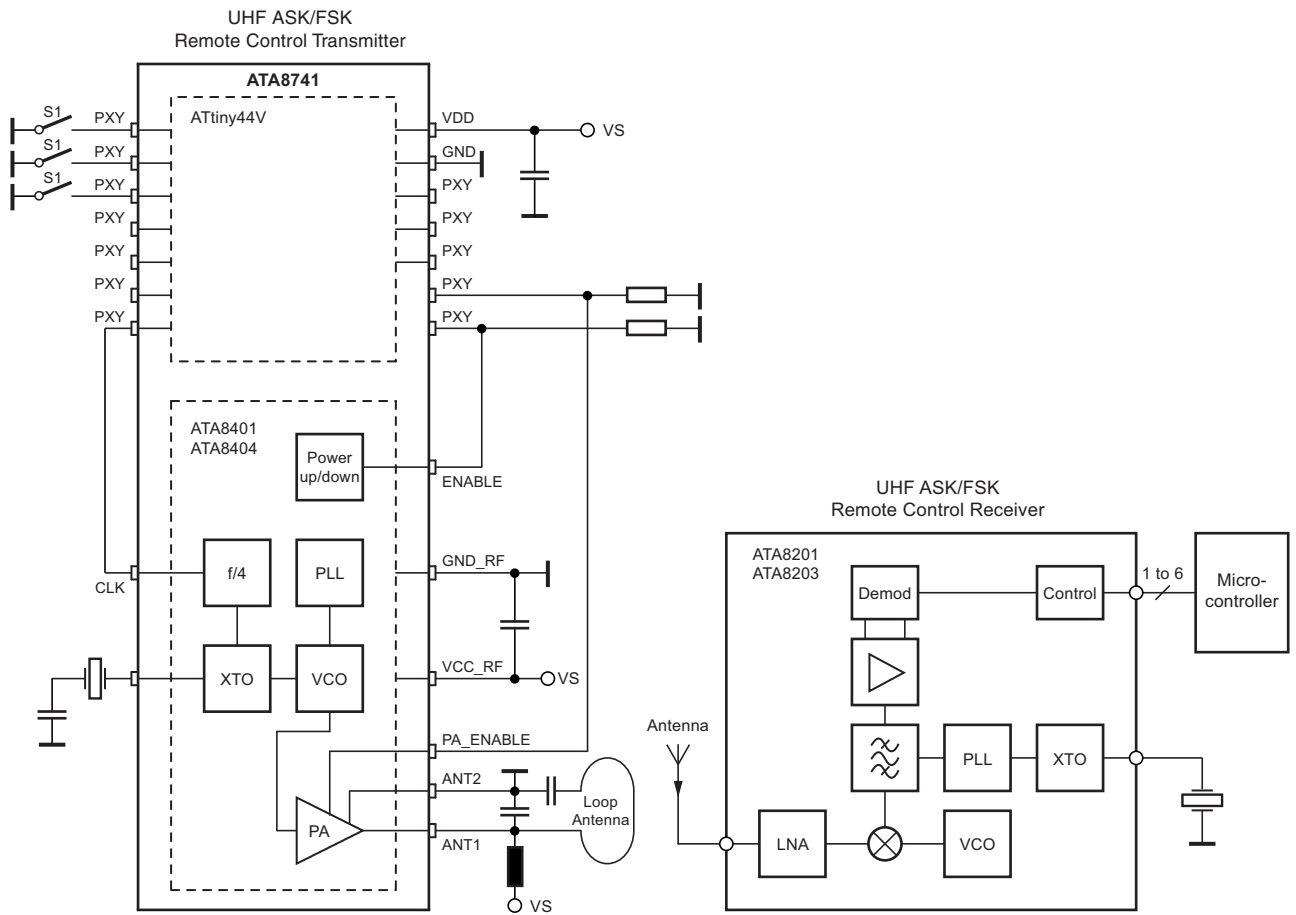 UHF ASK/FSK
Remote Control Transmitter
ATA8741
ATtiny44V
S1
PXY
S1
PXY
S1
PXY
PXY
PXY
PXY
PXY
VDD
VS
GND
PXY
PXY
PXY
PXY
PXY
ATA8401
ATA8404
Power
up/down
ENABLE
f/4
PLL
CLK
GND_RF
XTO
VCO
VCC_RF
VS
PA_ENABLE
ANT2
Loop
Antenna
PA
ANT1
VS
UHF ASK/FSK
Remote Control Receiver
ATA8201
ATA8203
Demod
Control
1 to 6
Micro-
controller
Antenna
PLL
XTO
LNA
VCO